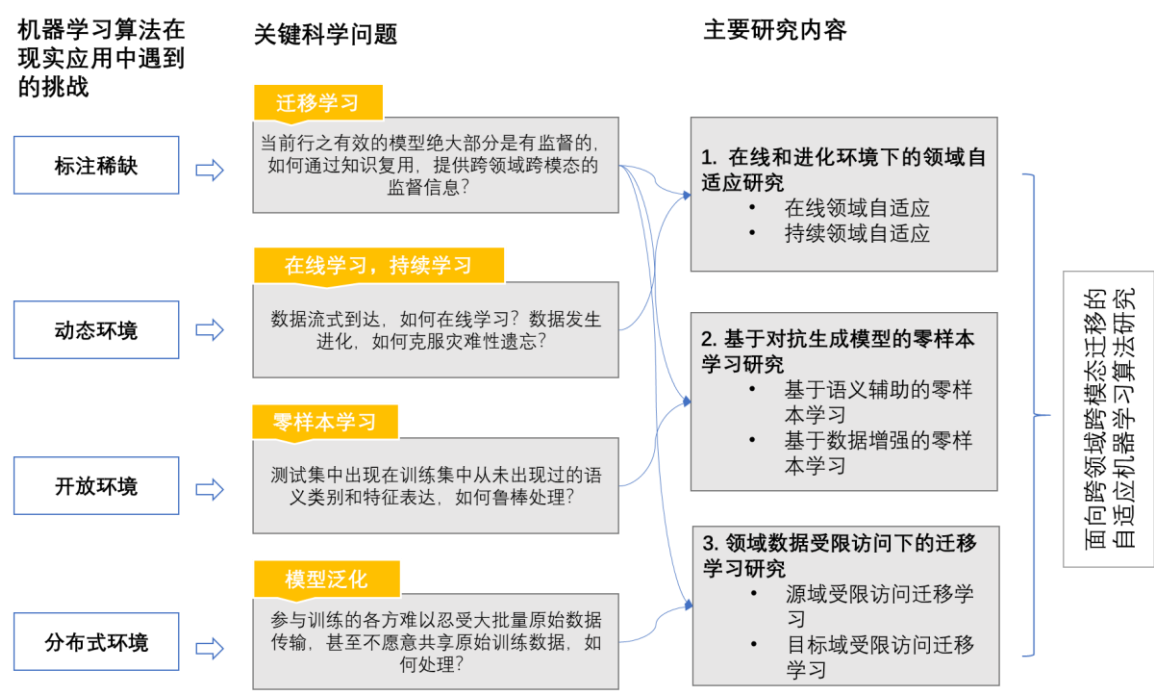 机器学习算法在
现实应用中遇到
的挑战
标注稀缺
动态环境
开放环境
分布式环境
关键科学问题
迁移学习
当前行之有效的模型绝大部分是有监督的，
如何通过知识复用，提供跨领域跨模态的
监督信息？
在线学习，持续学习
数据流式到达，如何在线学习？数据发生
进化，如何克服灾难性遗忘？
零样本学习
测试集中出现在训练集中从未出现过的语
义类别和特征表达，如何鲁棒处理？
模型泛化
参与训练的各方难以忍受大批量原始数据
传输，甚至不愿意共享原始训练数据，如
何处理？
主要研究内容
1. 在线和进化环境下的领域自
适应研究
• 在线领域自适应
• 持续领域自适应
2. 基于对抗生成模型的零样本
学习研究
• 基于语义辅助的零样
本学习
• 基于数据增强的零样
本学习
3. 领域数据受限访问下的迁移
学习研究
• 源域受限访问迁移学
习
• 目标域受限访问迁移
学习
面向跨领域跨模态迁移的
自适应机器学习算法研究